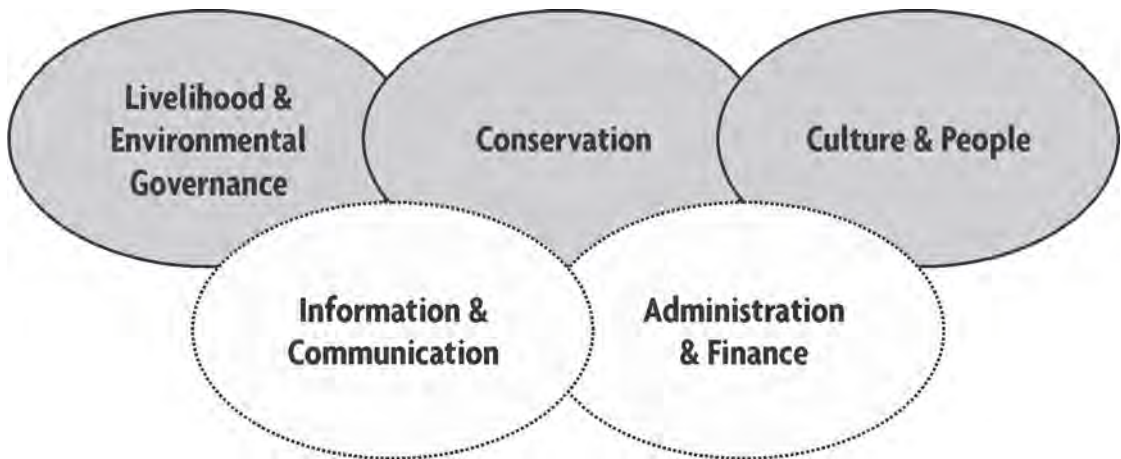 Livelihood &
Environmental
Governance
Conservation
Culture & People
Information &
Communication
Administration
& Finance